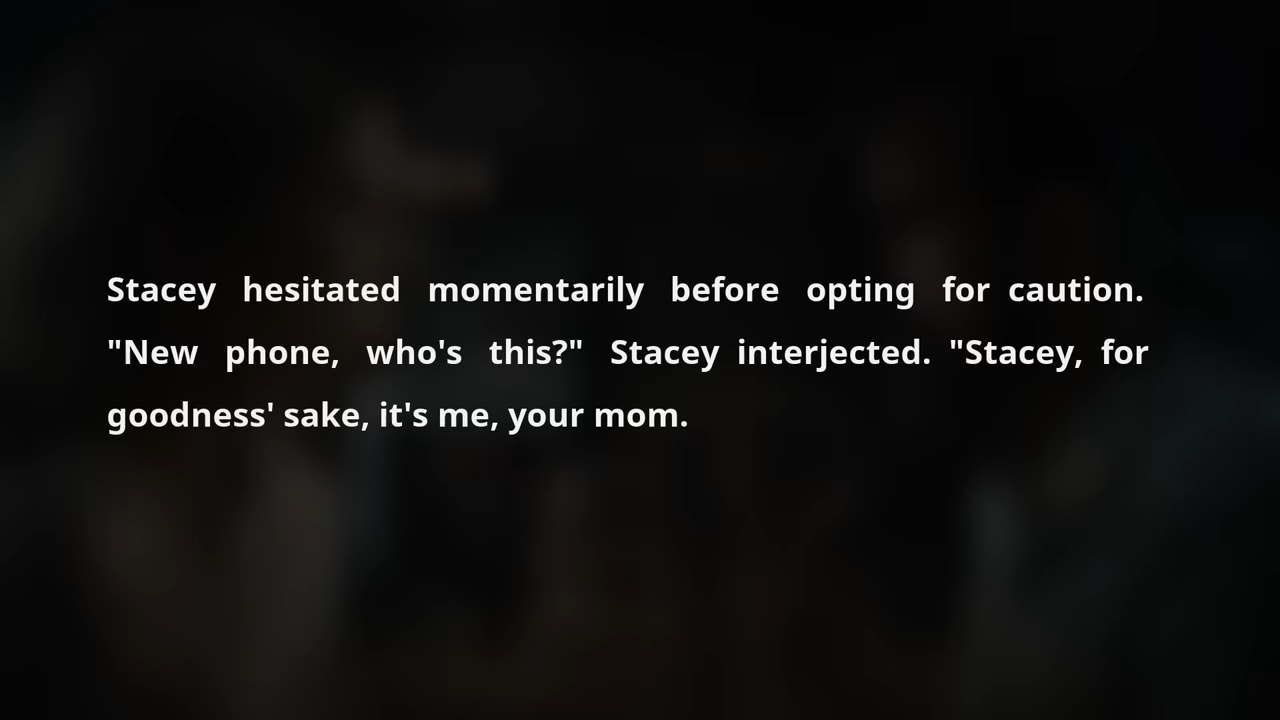 Stacey hesitated momentarily before opting for caution.
"New phone, who's this?" Stacey interjected. "Stacey, for
goodness' sake, it's me, your mom.